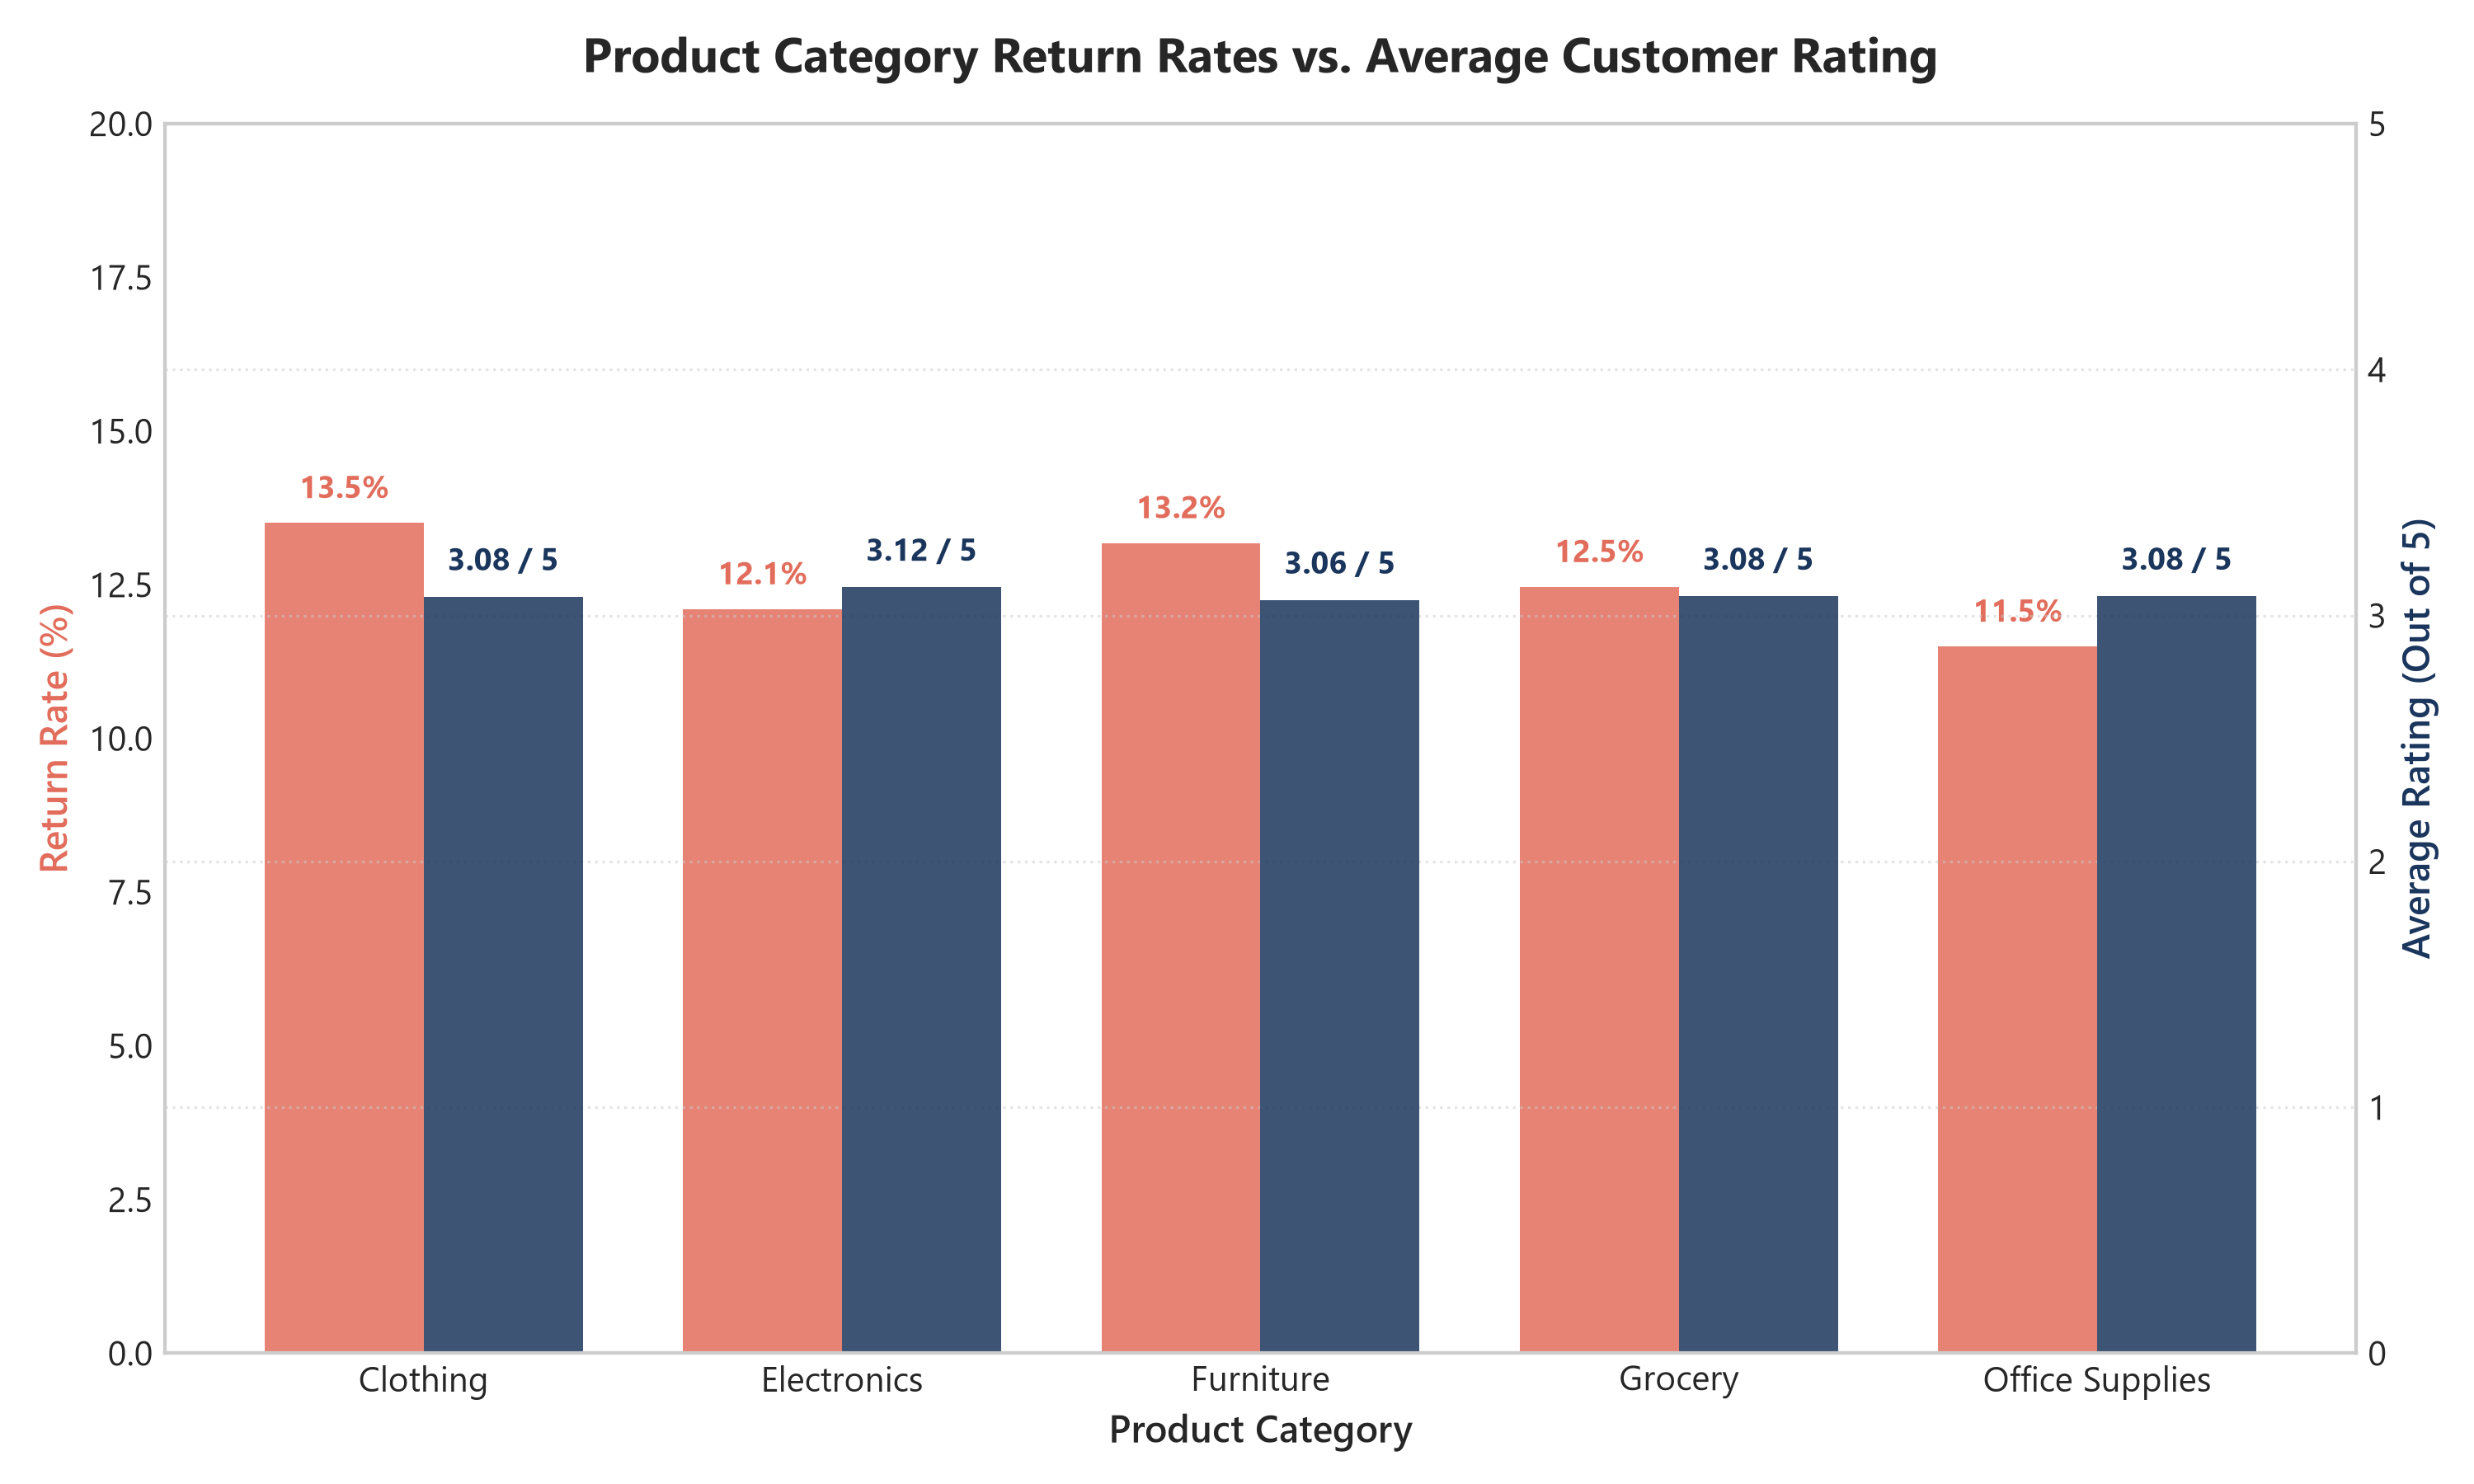 Product Category Return Rates vs. Average Customer Rating
20.0
17.5
15.0
12.5
10.0
7.5
5.0
2.5
0.0
Return Rate (%)
13.5%
3.08 / 5
12.1%
3.12 / 5
13.2%
3.06 / 5
12.5%
3.08 / 5
11.5%
3.08 / 5
5
4
3
2
1
0
Average Rating (Out of 5)
Clothing
Electronics
Furniture
Grocery
Office Supplies
Product Category